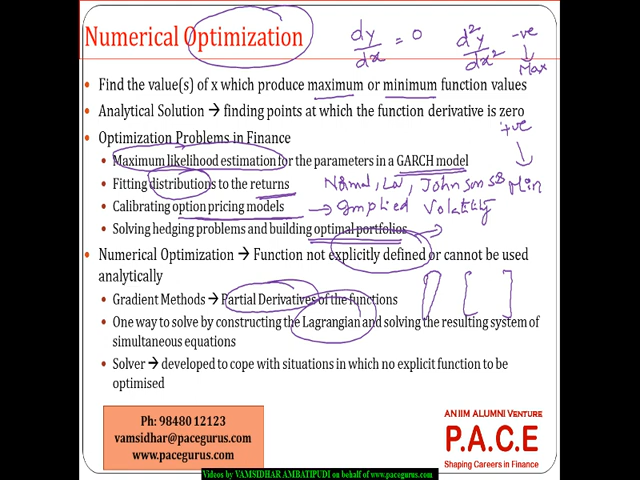 Numerical Optimization
dy/dx = 0
d²y/dx²
-ve
Max
• Find the value(s) of x which produce maximum or minimum function values
• Analytical Solution → finding points at which the function derivative is zero
+ve
Min
• Optimization Problems in Finance
• Maximum likelihood estimation for the parameters in a GARCH model
• Fitting distributions to the returns
Normal,
Johnson
• Calibrating option pricing models
→ Implied Volatility
• Solving hedging problems and building optimal portfolios
• Numerical Optimization → Function not explicitly defined or cannot be used
analytically
• Gradient Methods → Partial Derivatives of the functions
• One way to solve by constructing the Lagrangian and solving the resulting system of
simultaneous equations
• Solver → developed to cope with situations in which no explicit function to be
optimised
Ph: 98480 12123
vamsidhar@pacegurus.com
www.pacegurus.com
AN IIM ALUMNI VENTURE
P.A.C.E
Shaping Careers in Finance
Videos by VAMSIDHAR AMBATIPUDI on behalf of www.pacegurus.com